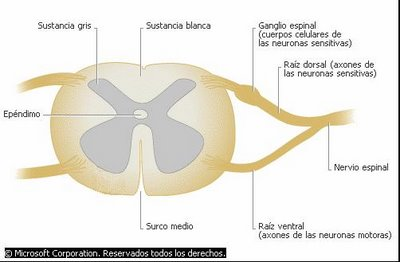 Sustancia gris
Sustancia blanca
Ganglio espinal
(cuerpos celulares de
las neuronas sensitivas)
Raíz dorsal (axones de
las neuronas sensitivas)
Epéndimo
Nervio espinal
Surco medio
Raíz ventral
(axones de las neuronas motoras)
© Microsoft Corporation. Reservados todos los derechos.